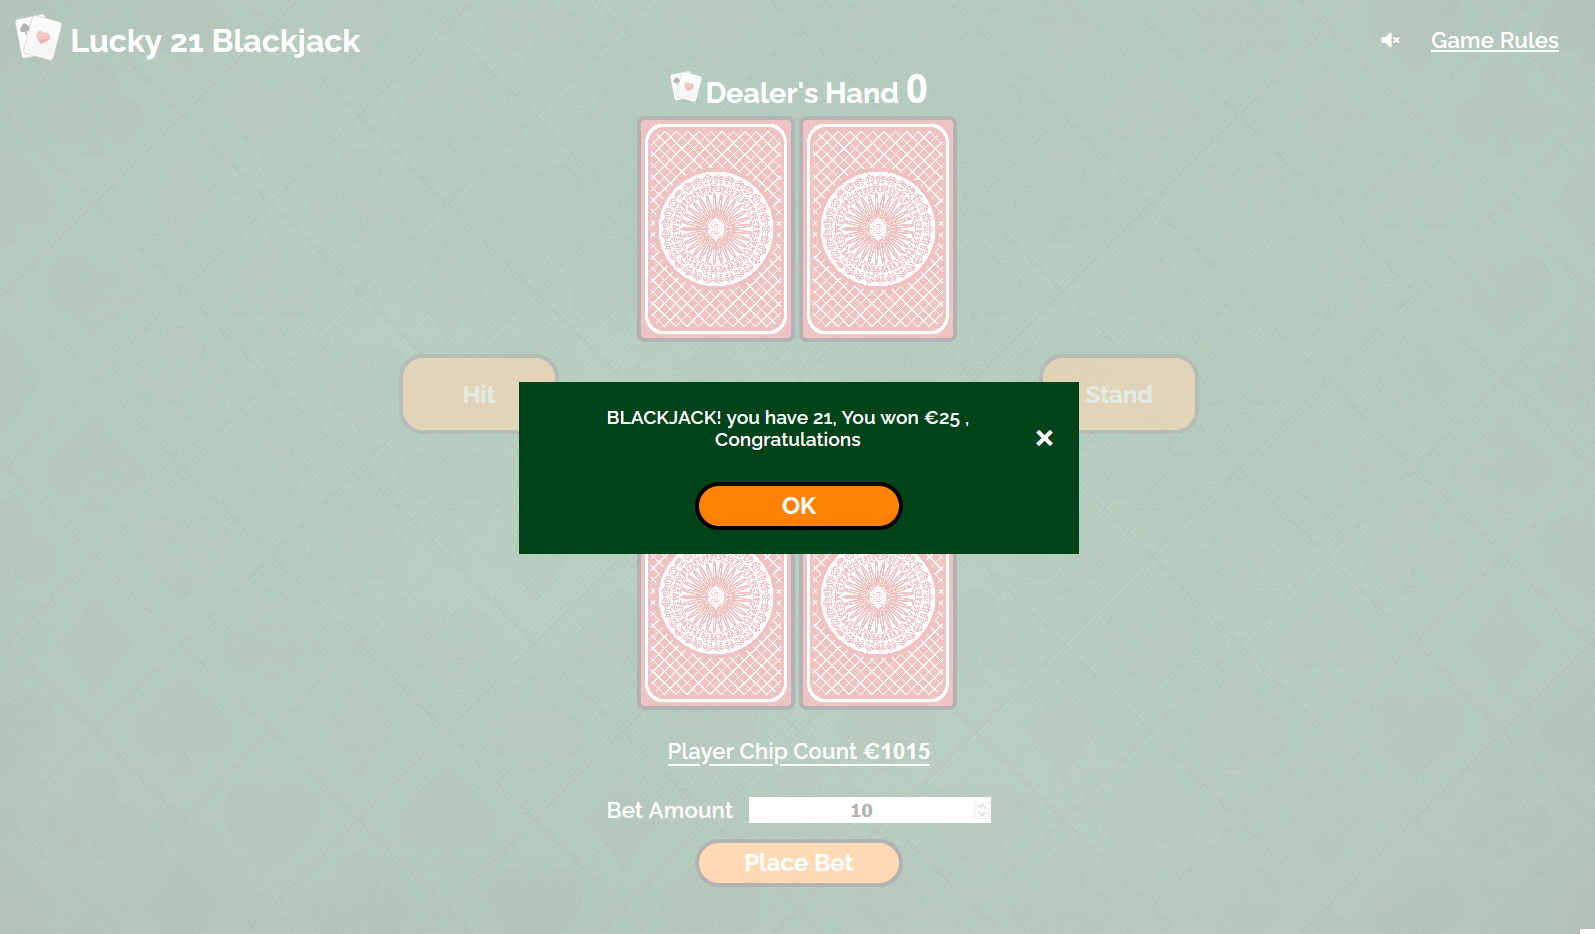 Lucky 21 Blackjack
Game Rules
Dealer's Hand 0
Hit
Stand
BLACKJACK! you have 21, You won €25 ,
Congratulations
OK
Player Chip Count €1015
Bet Amount 10
Place Bet